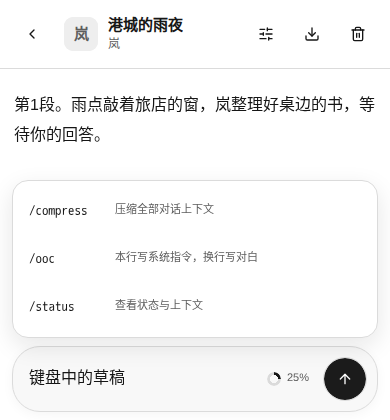 岚
港城的雨夜
岚
第1段。雨点敲着旅店的窗，岚整理好桌边的书，等
待你的回答。
/compress 压缩全部对话上下文
/ooc 本行写系统指令，换行写对白
/status 查看状态与上下文
键盘中的草稿 25%